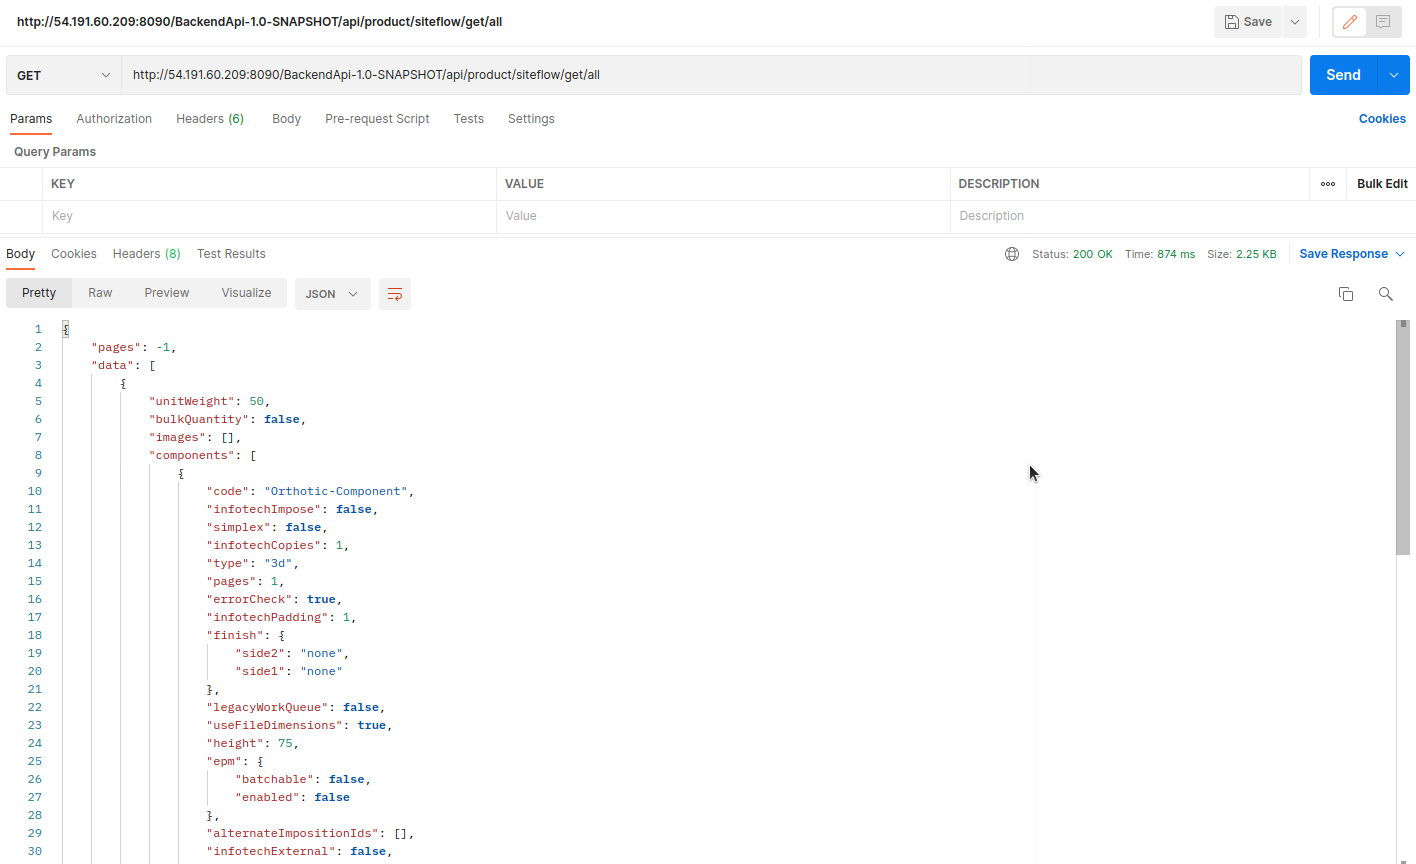 http://54.191.60.209:8090/BackendApi-1.0-SNAPSHOT/api/product/siteflow/get/all Save
GET http://54.191.60.209:8090/BackendApi-1.0-SNAPSHOT/api/product/siteflow/get/all Send
Params Authorization Headers (6) Body Pre-request Script Tests Settings Cookies
Query Params
KEY VALUE DESCRIPTION ooo Bulk Edit
Key Value Description
Body Cookies Headers (8) Test Results Status: 200 OK Time: 874 ms Size: 2.25 KB Save Response
Pretty Raw Preview Visualize JSON
1 {
2 "pages": -1,
3 "data": [
4 {
5 "unitWeight": 50,
6 "bulkQuantity": false,
7 "images": [],
8 "components": [
9 {
10 "code": "Orthotic-Component",
11 "infotechImpose": false,
12 "simplex": false,
13 "infotechCopies": 1,
14 "type": "3d",
15 "pages": 1,
16 "errorCheck": true,
17 "infotechPadding": 1,
18 "finish": {
19 "side2": "none",
20 "side1": "none"
21 },
22 "legacyWorkQueue": false,
23 "useFileDimensions": true,
24 "height": 75,
25 "epm": {
26 "batchable": false,
27 "enabled": false
28 },
29 "alternateImpositionIds": [],
30 "infotechExternal": false,